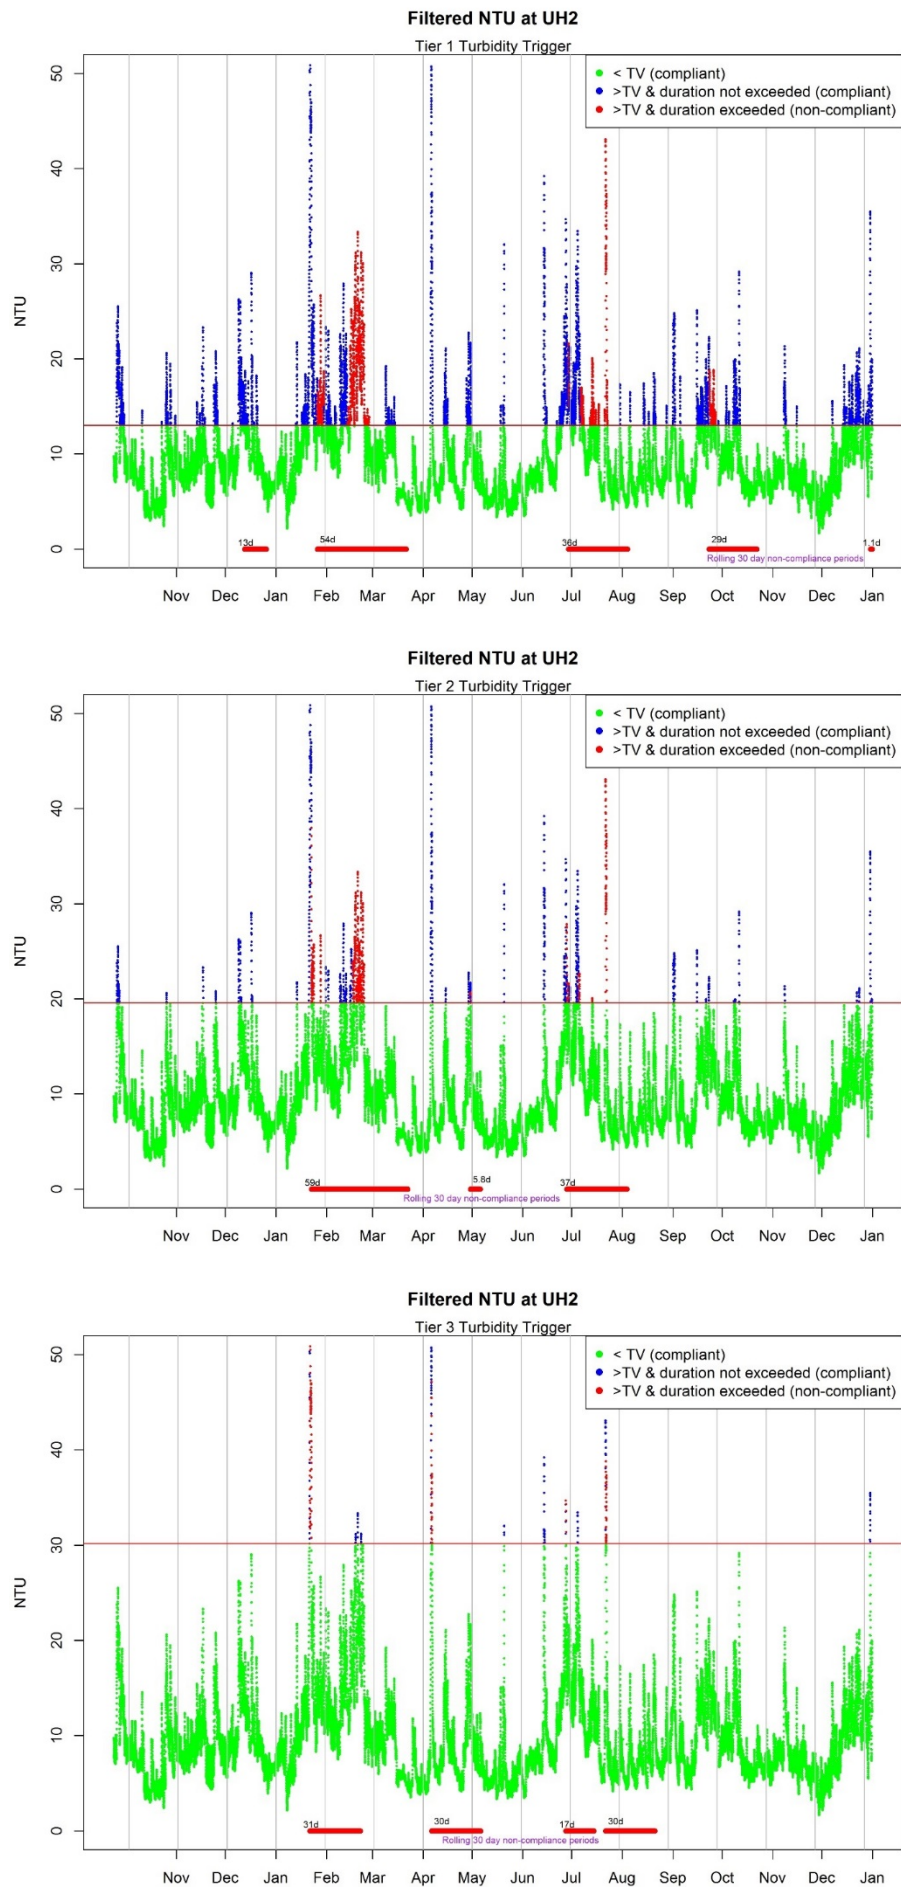 Filtered NTU at UH2
Tier 1 Turbidity Trigger
< TV (compliant)
>TV & duration not exceeded (compliant)
>TV & duration exceeded (non-compliant)
50
40
30
20
10
0
NTU
13d 54d 36d 29d 1.1d
Rolling 30 day non-compliance periods
Nov Dec Jan Feb Mar Apr May Jun Jul Aug Sep Oct Nov Dec Jan
Filtered NTU at UH2
Tier 2 Turbidity Trigger
< TV (compliant)
>TV & duration not exceeded (compliant)
>TV & duration exceeded (non-compliant)
50
40
30
20
10
0
NTU
59d 5.8d 37d
Rolling 30 day non-compliance periods
Nov Dec Jan Feb Mar Apr May Jun Jul Aug Sep Oct Nov Dec Jan
Filtered NTU at UH2
Tier 3 Turbidity Trigger
< TV (compliant)
>TV & duration not exceeded (compliant)
>TV & duration exceeded (non-compliant)
50
40
30
20
10
0
NTU
31d 30d 17d 30d
Rolling 30 day non-compliance periods
Nov Dec Jan Feb Mar Apr May Jun Jul Aug Sep Oct Nov Dec Jan